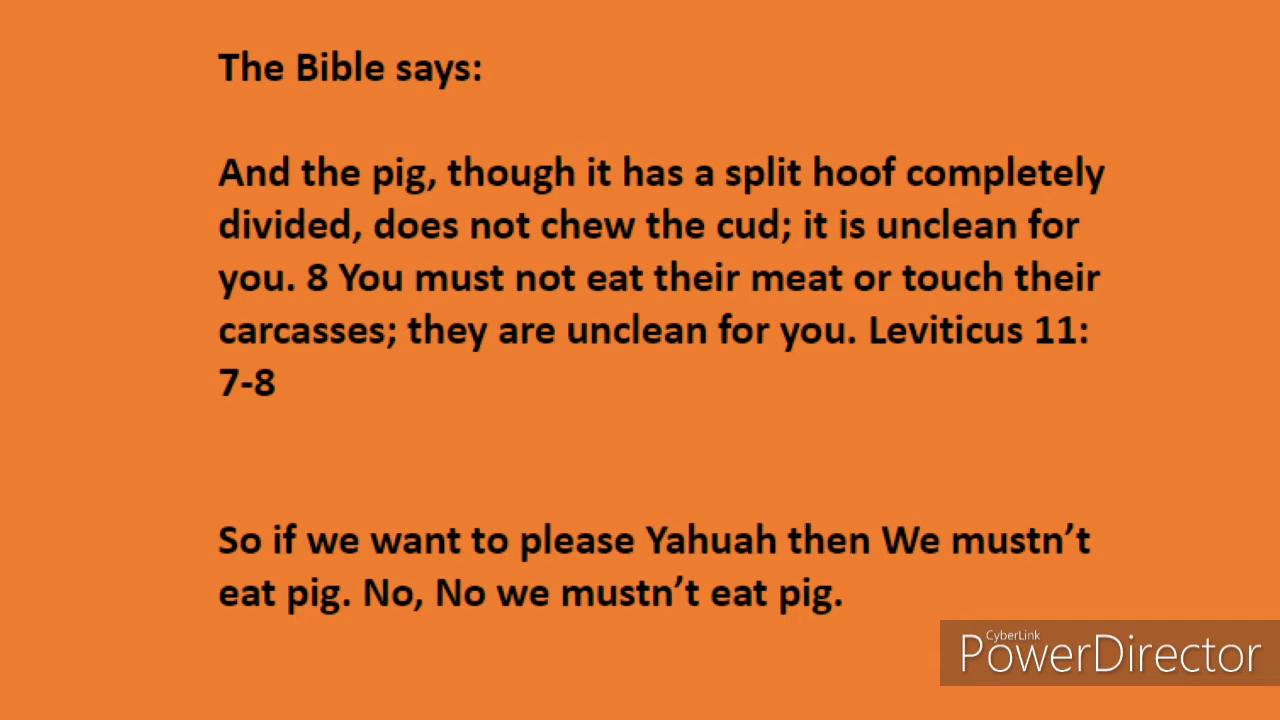 The Bible says:
And the pig, though it has a split hoof completely
divided, does not chew the cud; it is unclean for
you. 8 You must not eat their meat or touch their
carcasses; they are unclean for you. Leviticus 11:
7-8
So if we want to please Yahuah then We mustn’t
eat pig. No, No we mustn’t eat pig.
CyberLink
PowerDirector